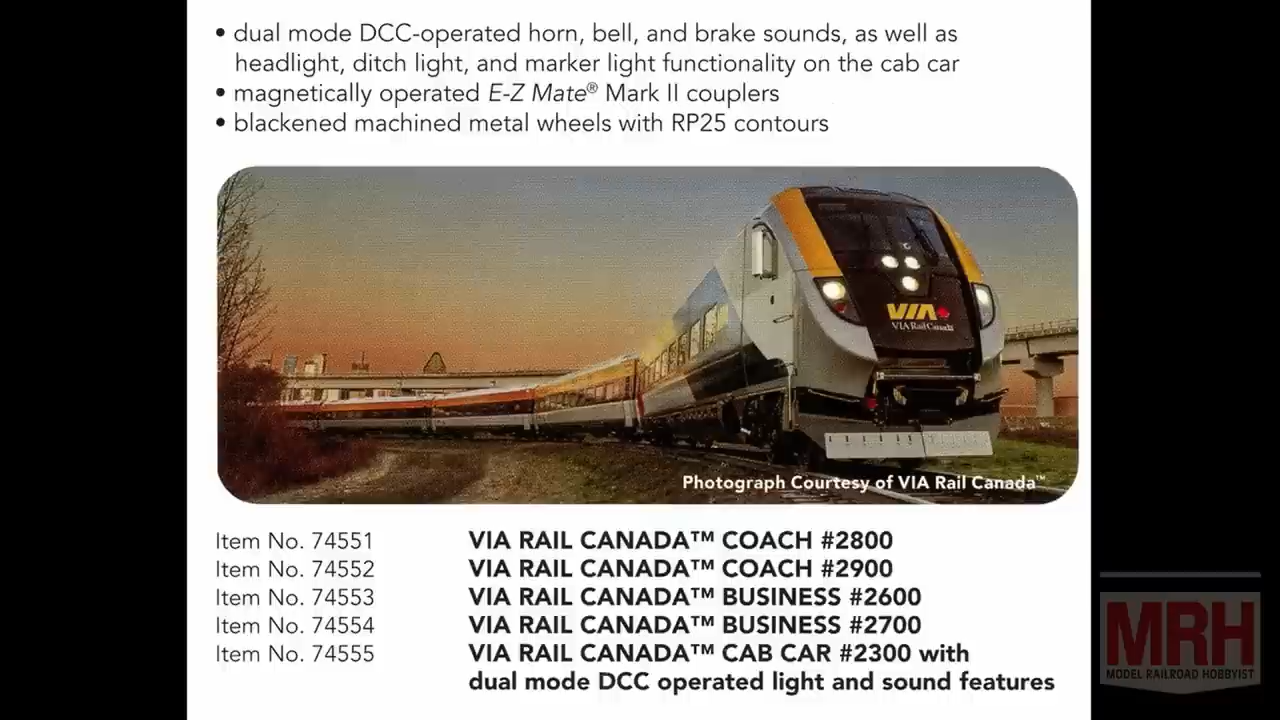 • dual mode DCC-operated horn, bell, and brake sounds, as well as
headlight, ditch light, and marker light functionality on the cab car
• magnetically operated E-Z Mate® Mark II couplers
• blackened machined metal wheels with RP25 contours
VIA
VIA Rail Canada
Photograph Courtesy of VIA Rail Canada™
Item No. 74551 VIA RAIL CANADA™ COACH #2800
Item No. 74552 VIA RAIL CANADA™ COACH #2900
Item No. 74553 VIA RAIL CANADA™ BUSINESS #2600
Item No. 74554 VIA RAIL CANADA™ BUSINESS #2700
Item No. 74555 VIA RAIL CANADA™ CAB CAR #2300 with
dual mode DCC operated light and sound features
MRH
MODEL RAILROAD HOBBYIST